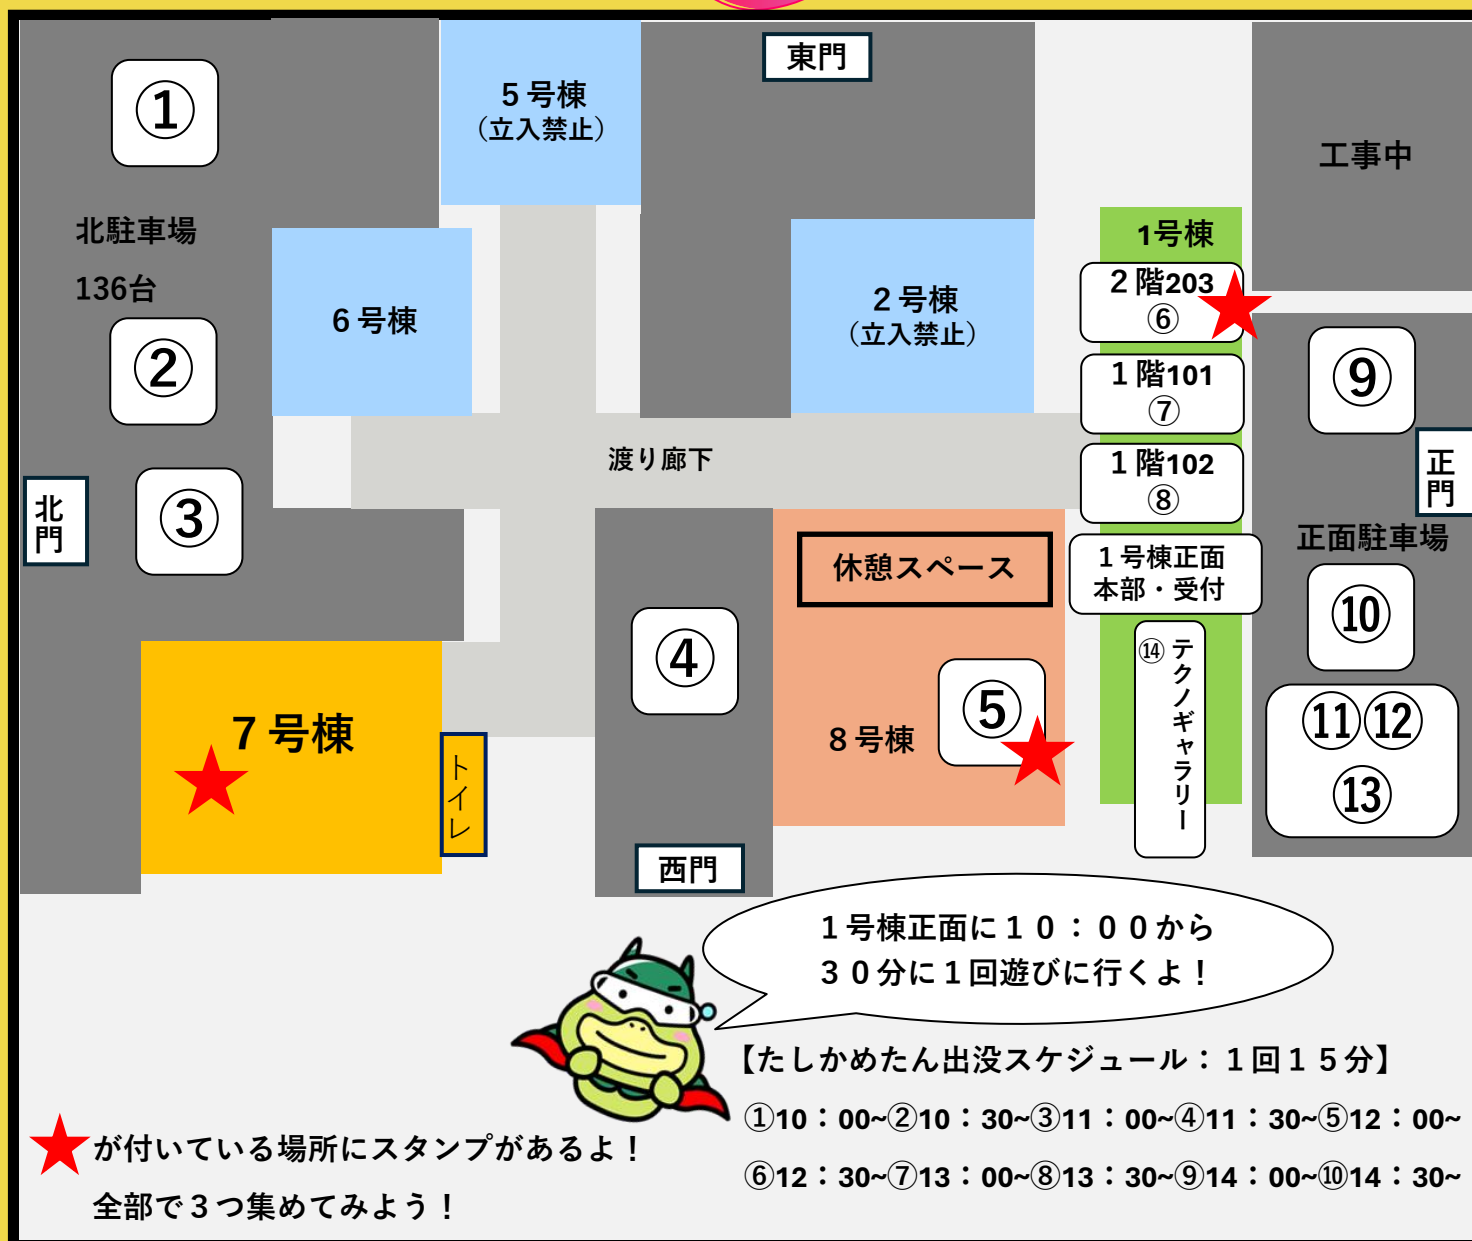 東門
①
5号棟
（立入禁止）
工事中
北駐車場
136台
1号棟
２階203
⑥
6号棟
2号棟
（立入禁止）
②
１階101
⑦
⑨
渡り廊下
１階102
⑧
正門
北門
③
正面駐車場
休憩スペース
１号棟正面
本部・受付
⑩
④
⑭テクノギャラリー
⑤
7号棟
8号棟
⑪⑫
⑬
トイレ
西門
１号棟正面に１０：００から
３０分に１回遊びに行くよ！
【たしかめたん出没スケジュール：１回１５分】
①10：00~②10：30~③11：00~④11：30~⑤12：00~
⑥12：30~⑦13：00~⑧13：30~⑨14：00~⑩14：30~
★が付いている場所にスタンプがあるよ！
全部で３つ集めてみよう！